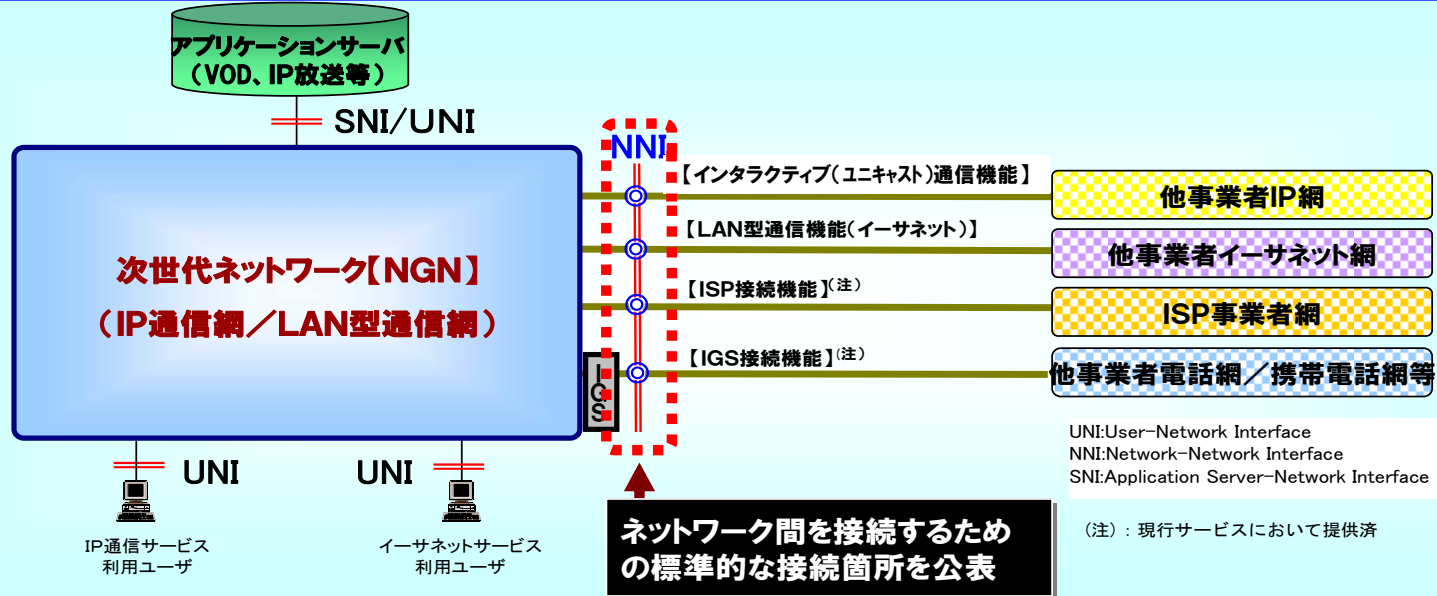 アプリケーションサーバ
（VOD、IP放送等）
SNI/UNI
NNI
【インタラクティブ（ユニキャスト）通信機能】
他事業者IP網
【LAN型通信機能（イーサネット）】
他事業者イーサネット網
次世代ネットワーク【NGN】
（IP通信網／LAN型通信網）
【ISP接続機能】（注）
ISP事業者網
【IGS接続機能】（注）
IGS
他事業者電話網／携帯電話網等
UNI:User-Network Interface
NNI:Network-Network Interface
SNI:Application Server-Network Interface
UNI
UNI
IP通信サービス
利用ユーザ
イーサネットサービス
利用ユーザ
ネットワーク間を接続するため
の標準的な接続箇所を公表
（注）：現行サービスにおいて提供済